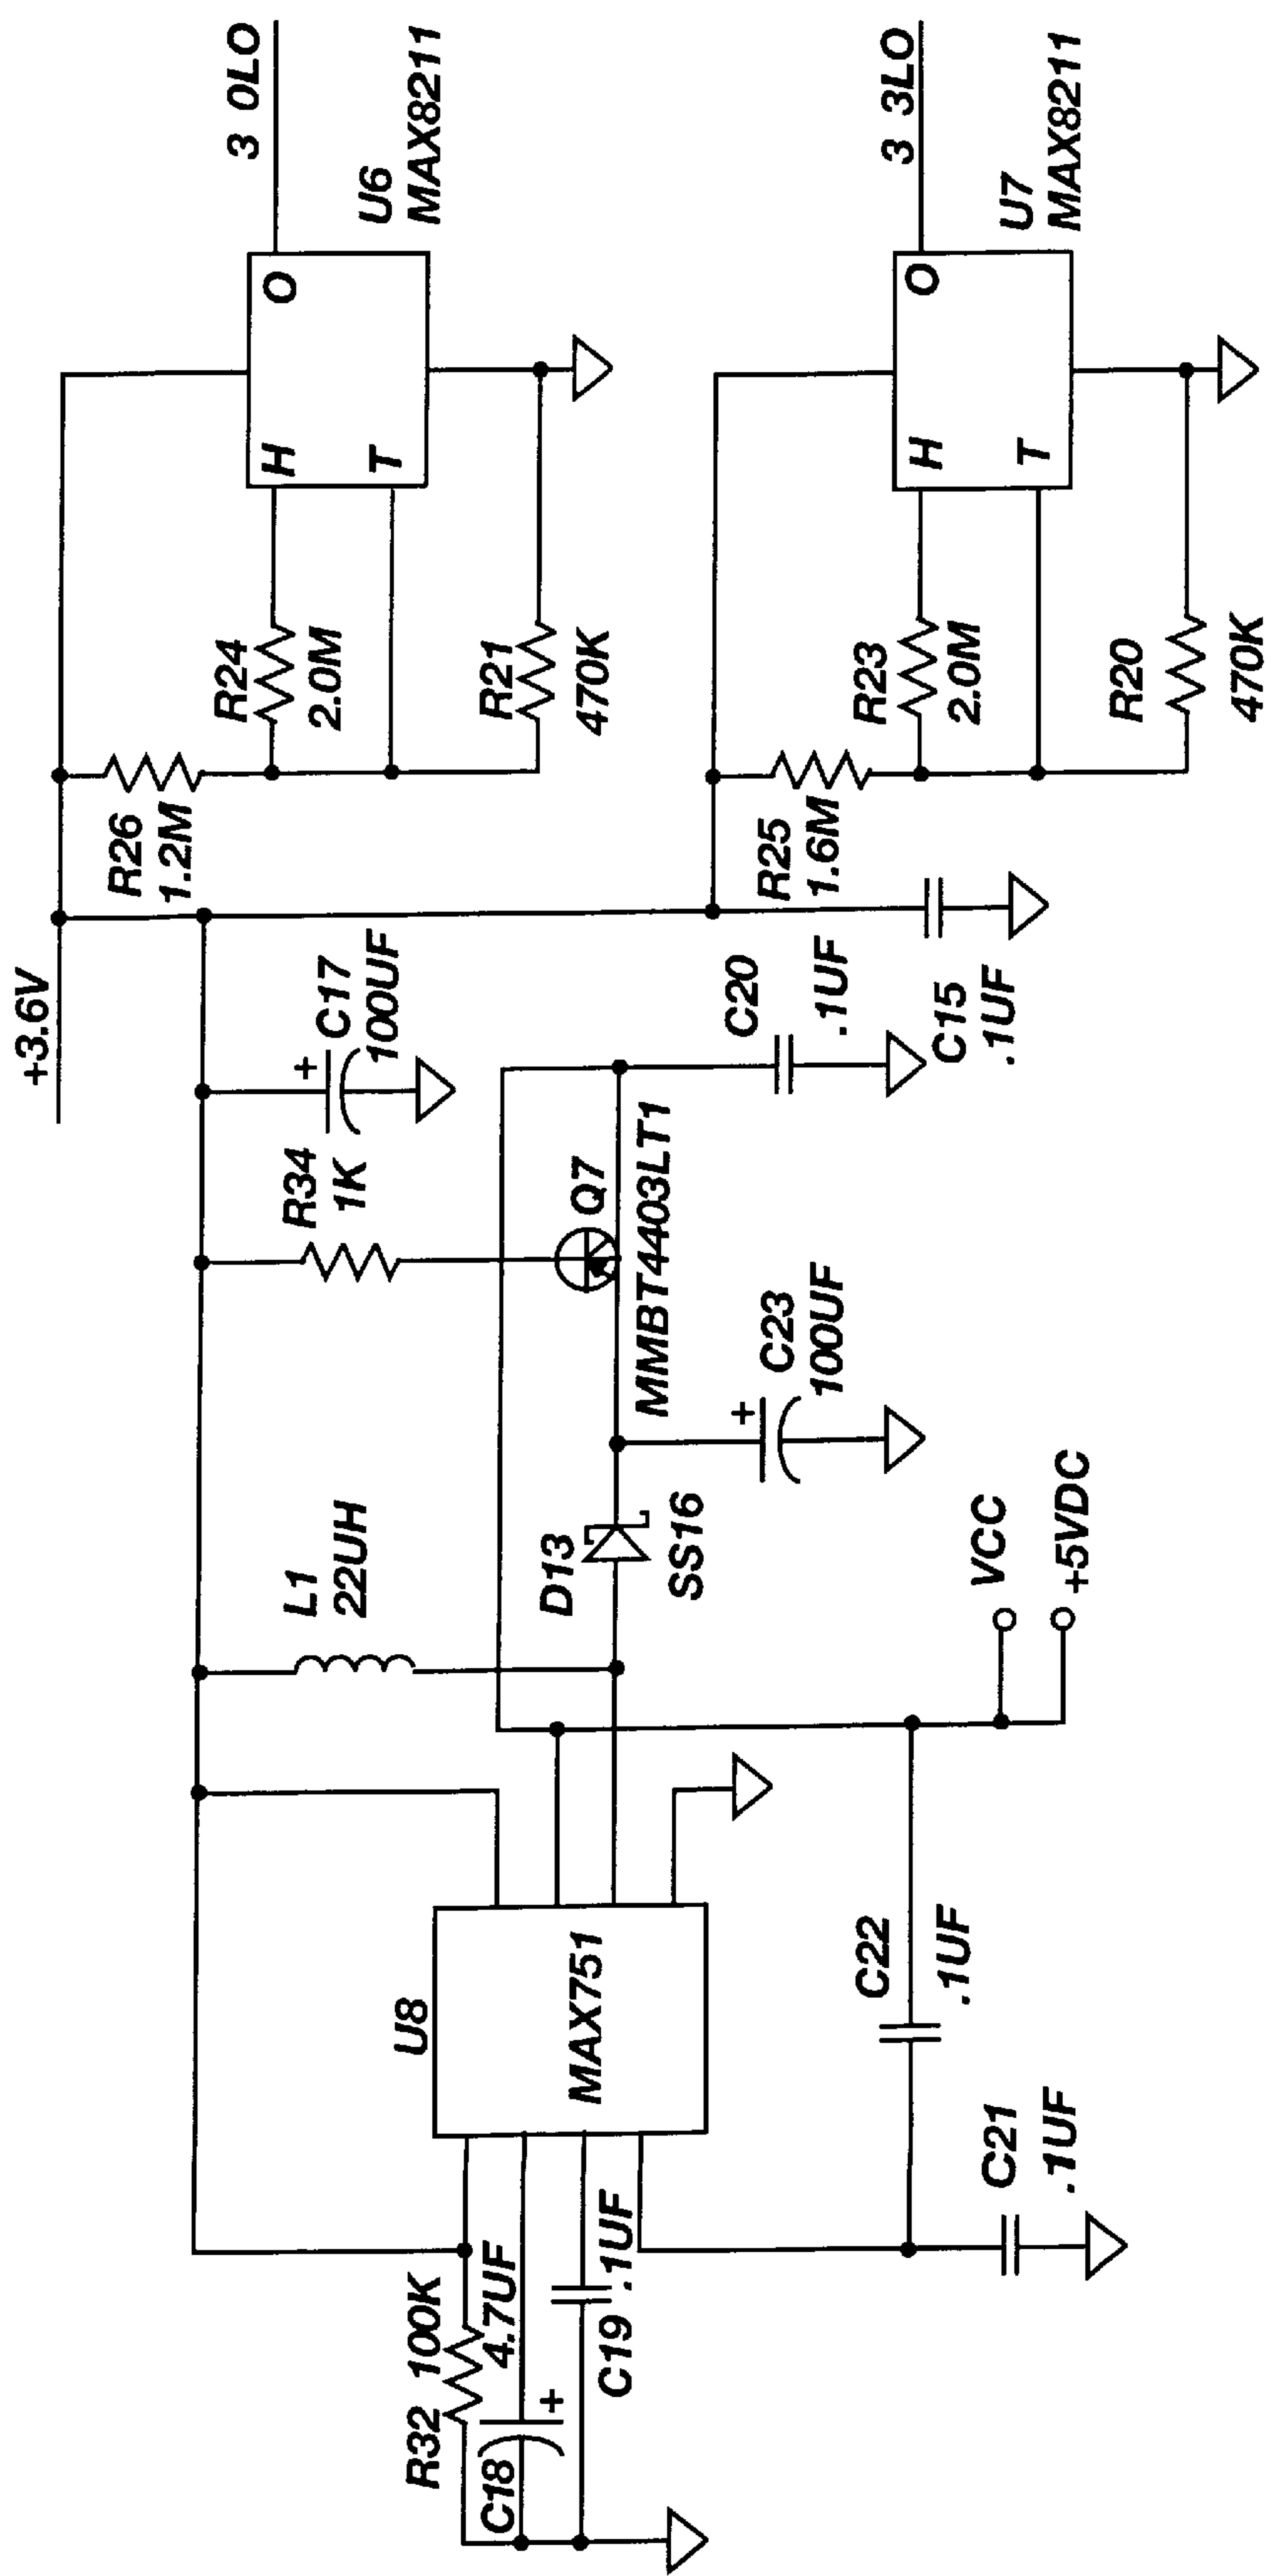 +3.6V
R26
1.2M
R24
2.0M
H
T
O
3 0LO
U6
MAX8211
R21
470K
C17
+
100UF
R34
1K
L1
22UH
Q7
MMBT4403LT1
D13
SS16
C23
+
100UF
C20
.1UF
C15
.1UF
R25
1.6M
R23
2.0M
H
T
O
3 3LO
U7
MAX8211
R20
470K
U8
MAX751
R32 100K
C18
+
4.7UF
C19 .1UF
C22
.1UF
C21
.1UF
VCC
+5VDC